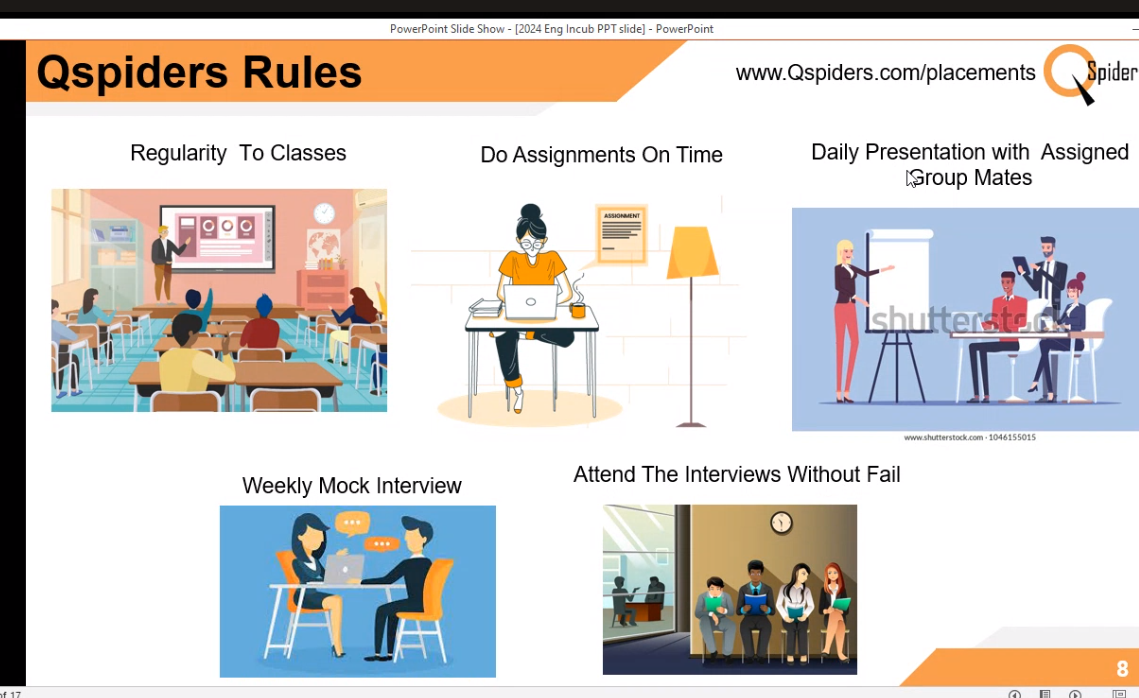 PowerPoint Slide Show - [2024 Eng Incub PPT slide] - PowerPoint
Qspiders Rules
www.Qspiders.com/placements
Spider
Regularity To Classes
Do Assignments On Time
Daily Presentation with Assigned
Group Mates
ASSIGNMENT
shutterstock
www.shutterstock.com · 1046155015
Weekly Mock Interview
Attend The Interviews Without Fail
8
of 17